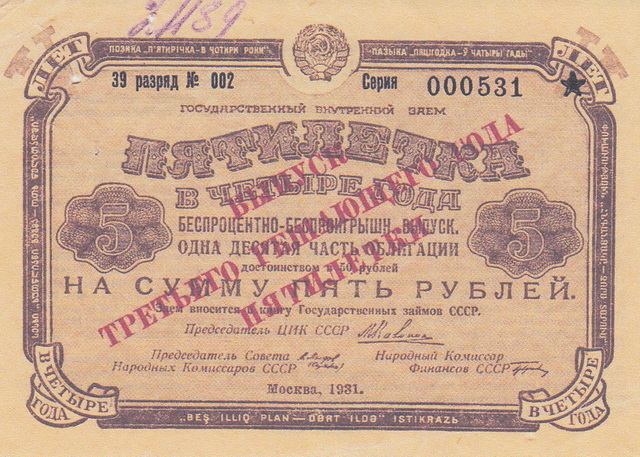 2/1189
ПОЗИКА „П'ЯТИРІЧКА - В ЧОТИРИ РОКИ"
„ПАЗЫКА „ПЯЦІГОДКА - Ў ЧАТЫРЫ ГАДЫ"
ЛЕТ
ЛЕТ
39 разряд № 002
Серия 000531
ГОСУДАРСТВЕННЫЙ ВНУТРЕННИЙ ЗАЕМ
ПЯТИЛЕТКА
В ЧЕТЫРЕ ГОДА
БЕСПРОЦЕНТНО-БЕСПРОИГРЫШН. ВЫПУСК.
5
5
ОДНА ДЕСЯТАЯ ЧАСТЬ ОБЛИГАЦИИ
достоинством в 50 рублей
НА СУММУ ПЯТЬ РУБЛЕЙ.
Заем вносится в книгу Государственных займов СССР.
Председатель ЦИК СССР
Председатель Совета
Народных Комиссаров СССР
Народный Комиссар
Финансов СССР
Москва, 1931.
ВЫПУСК
ТРЕТЬЕГО РЕШАЮЩЕГО ГОДА
ПЯТИЛЕТКИ
В ЧЕТЫРЕ
ГОДА
В ЧЕТЫРЕ
ГОДА
„BEŞ ILLIQ PLAN — DƏRT ILDƏ" ISTIKRAZЬ